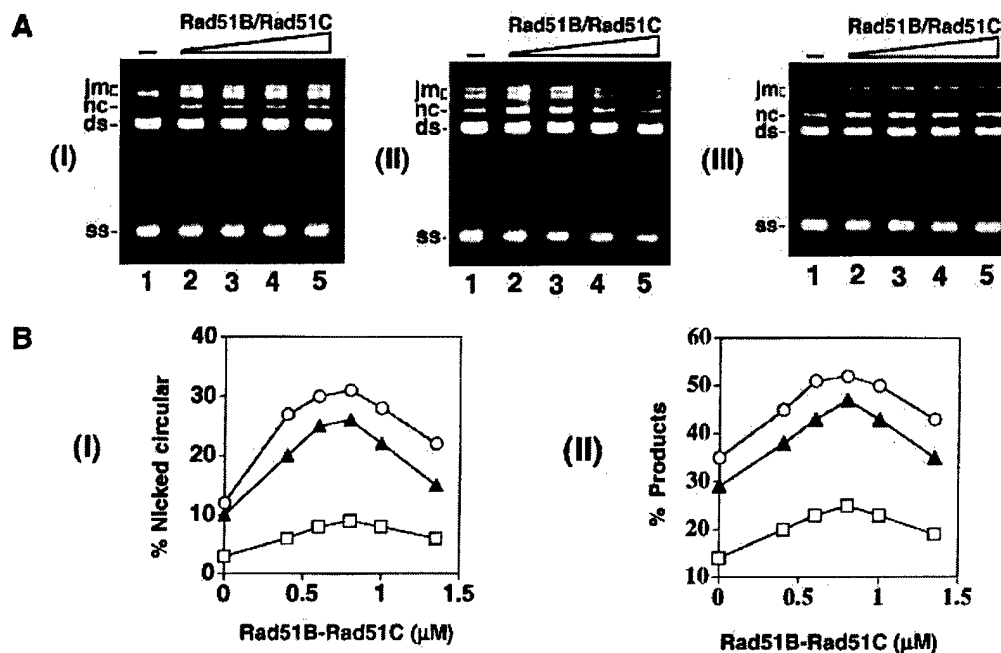 A
Rad51B/Rad51C
Rad51B/Rad51C
Rad51B/Rad51C
–
–
–
jm
nc-
ds-
ss-
(I)
1 2 3 4 5
jm
nc-
ds-
ss-
(II)
1 2 3 4 5
jm
nc-
ds-
ss-
(III)
1 2 3 4 5
B
(I)
% Nicked circular
40
30
20
10
0
0 0.5 1 1.5
Rad51B-Rad51C (μM)
(II)
% Products
60
50
40
30
20
10
0 0.5 1 1.5
Rad51B-Rad51C (μM)